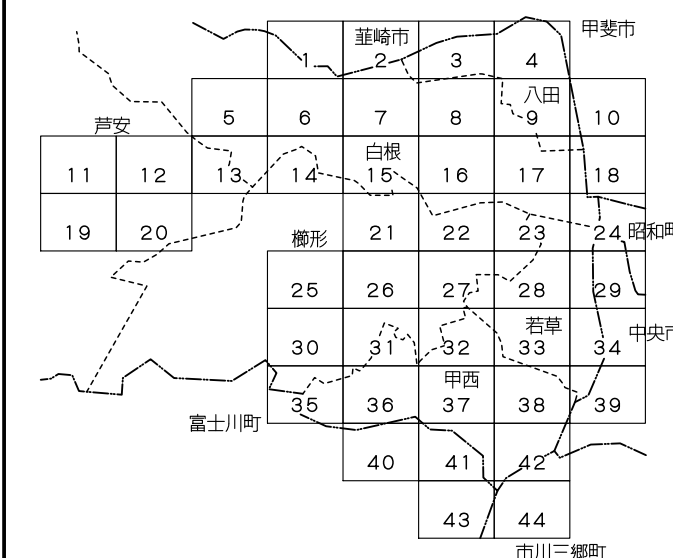 甲斐市
韮崎市
1 2 3 4
八田
5 6 7 8 9 10
芦安
白根
11 12 13 14 15 16 17 18
19 20 21 22 23 24 昭和町
櫛形
25 26 27 28 29
若草
中央市
30 31 32 33 34
甲西
35 36 37 38 39
富士川町
40 41 42
43 44
市川三郷町